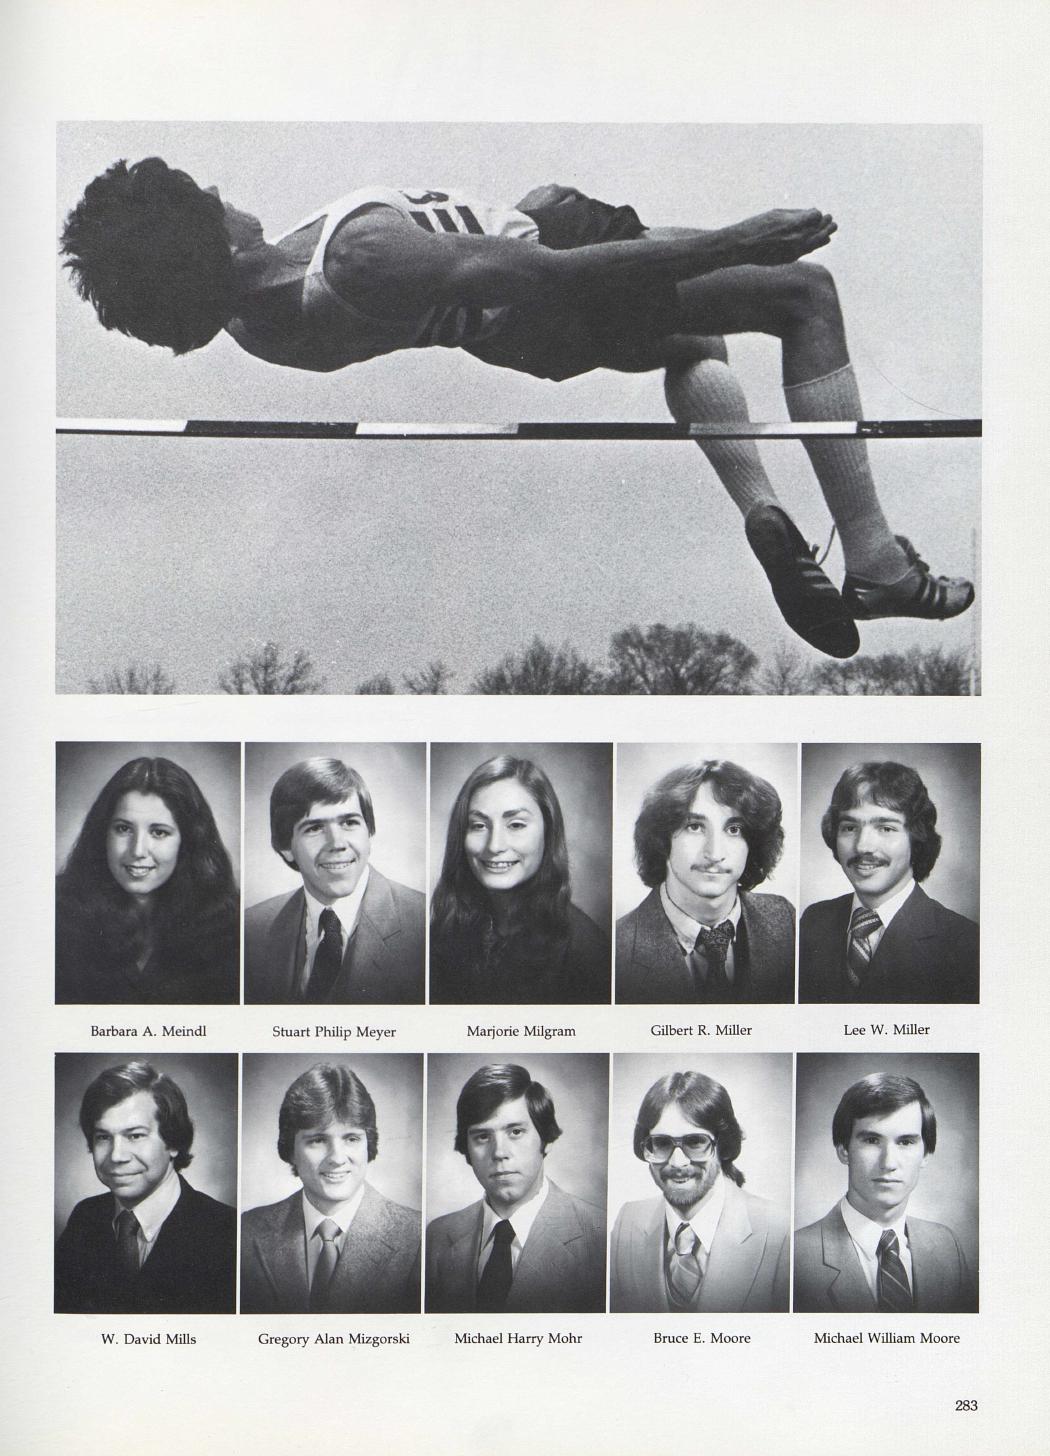 Barbara A. Meindl
Stuart Philip Meyer
Marjorie Milgram
Gilbert R. Miller
Lee W. Miller
W. David Mills
Gregory Alan Mizgorski
Michael Harry Mohr
Bruce E. Moore
Michael William Moore
283